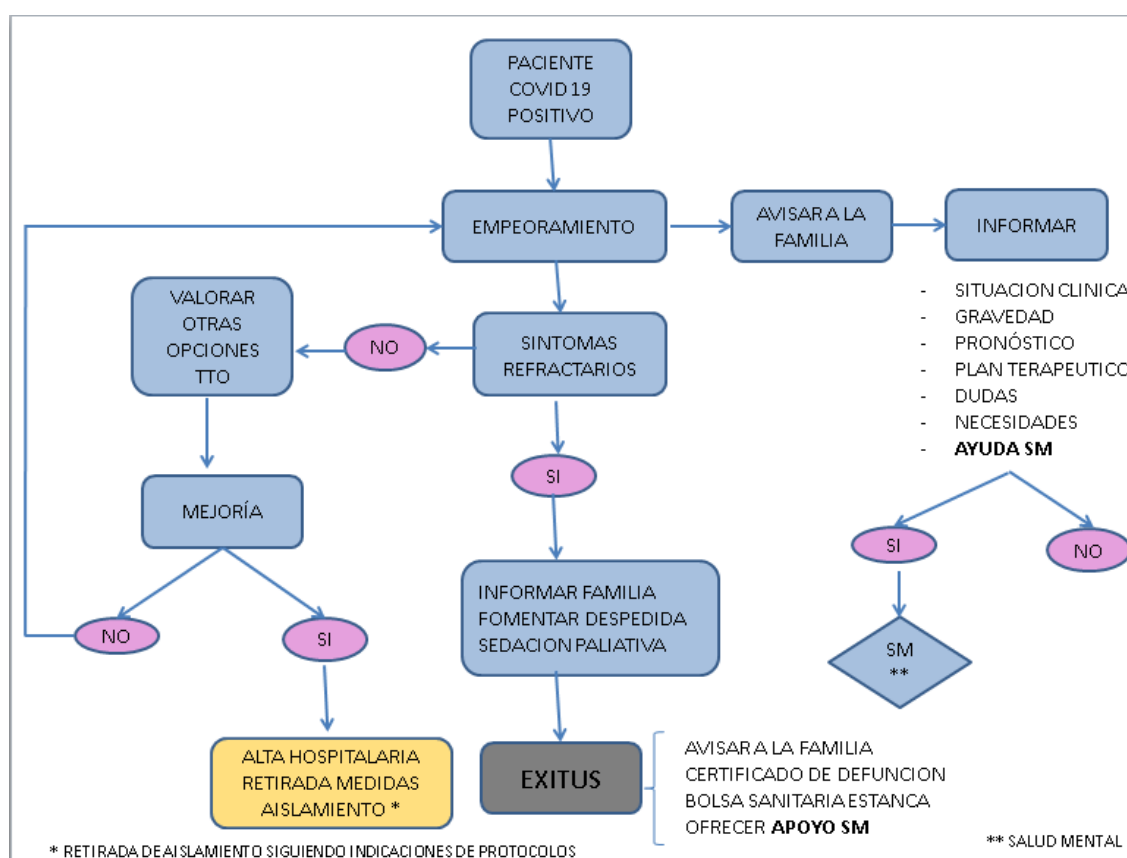 PACIENTE
COVID 19
POSITIVO
EMPEORAMIENTO
AVISAR A LA
FAMILIA
INFORMAR
- SITUACION CLINICA
- GRAVEDAD
- PRONÓSTICO
- PLAN TERAPEUTICO
- DUDAS
- NECESIDADES
- AYUDA SM
VALORAR
OTRAS
OPCIONES
TTO
NO
SINTOMAS
REFRACTARIOS
SI
MEJORÍA
NO
SI
INFORMAR FAMILIA
FOMENTAR DESPEDIDA
SEDACION PALIATIVA
SI
NO
SM
**
ALTA HOSPITALARIA
RETIRADA MEDIDAS
AISLAMIENTO *
EXITUS
AVISAR A LA FAMILIA
CERTIFICADO DE DEFUNCION
BOLSA SANITARIA ESTANCA
OFRECER APOYO SM
* RETIRADA DE AISLAMIENTO SIGUIENDO INDICACIONES DE PROTOCOLOS
** SALUD MENTAL